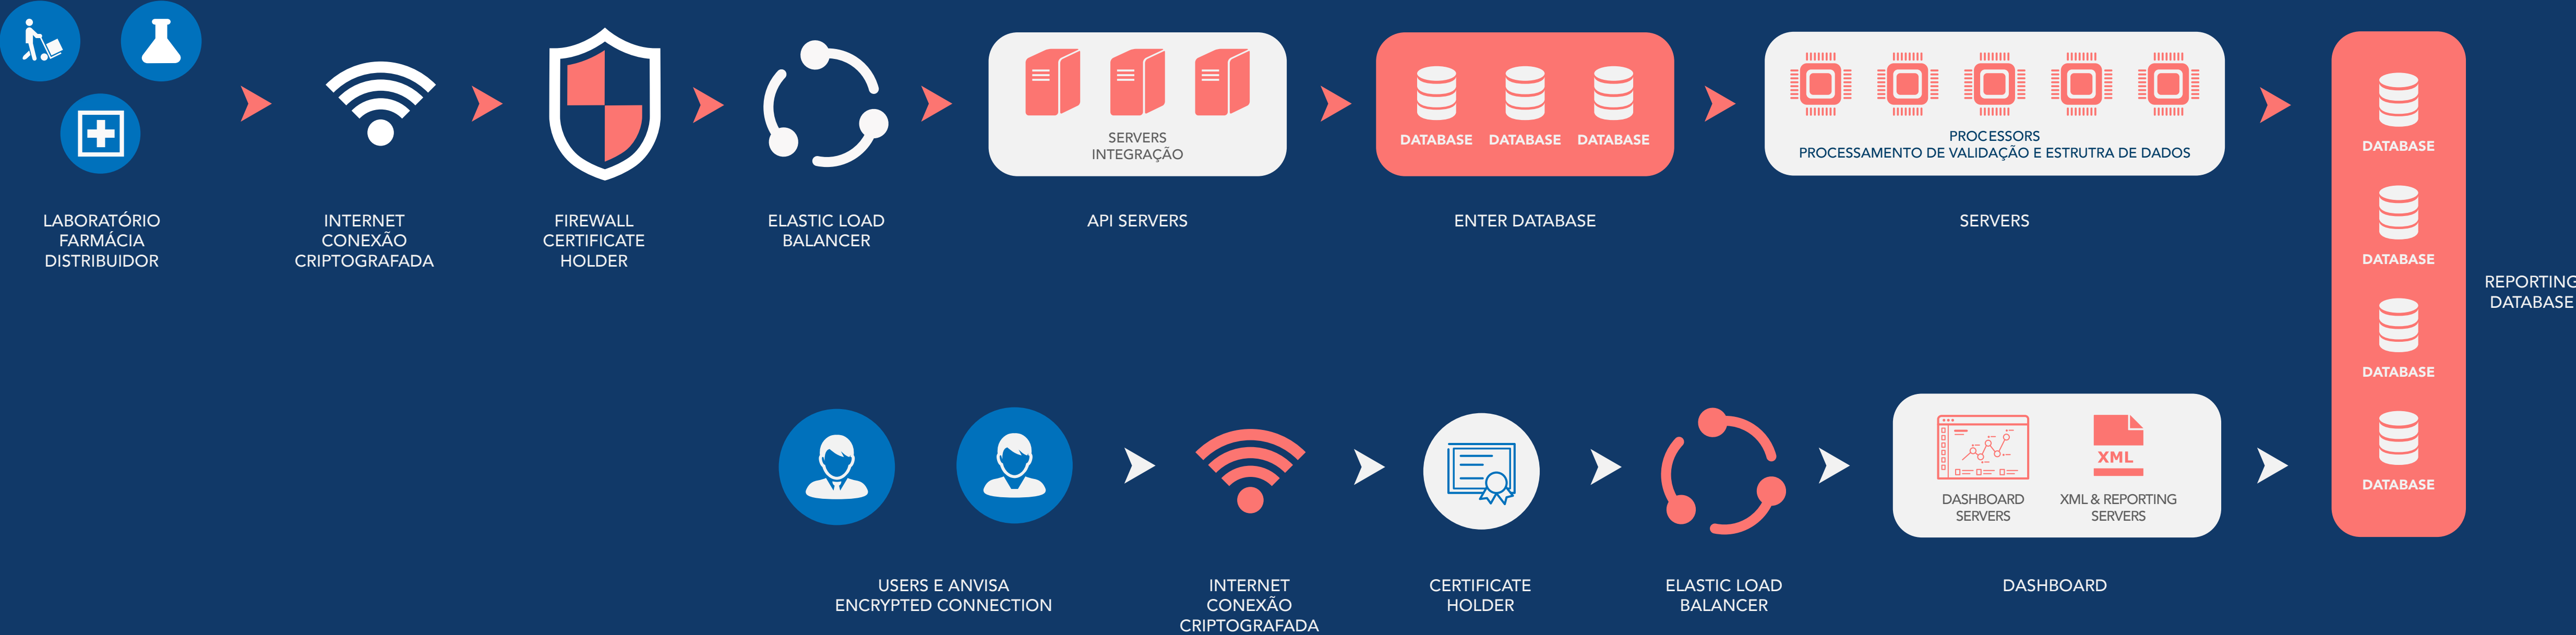 SERVERS
INTEGRAÇÃO
DATABASE
DATABASE
DATABASE
PROCESSORS
PROCESSAMENTO DE VALIDAÇÃO E ESTRUTRA DE DADOS
LABORATÓRIO
FARMÁCIA
DISTRIBUIDOR
INTERNET
CONEXÃO
CRIPTOGRAFADA
FIREWALL
CERTIFICATE
HOLDER
ELASTIC LOAD
BALANCER
API SERVERS
ENTER DATABASE
SERVERS
DATABASE
DATABASE
DATABASE
DATABASE
REPORTING
DATABASE
XML
DASHBOARD
SERVERS
XML & REPORTING
SERVERS
USERS E ANVISA
ENCRYPTED CONNECTION
INTERNET
CONEXÃO
CRIPTOGRAFADA
CERTIFICATE
HOLDER
ELASTIC LOAD
BALANCER
DASHBOARD